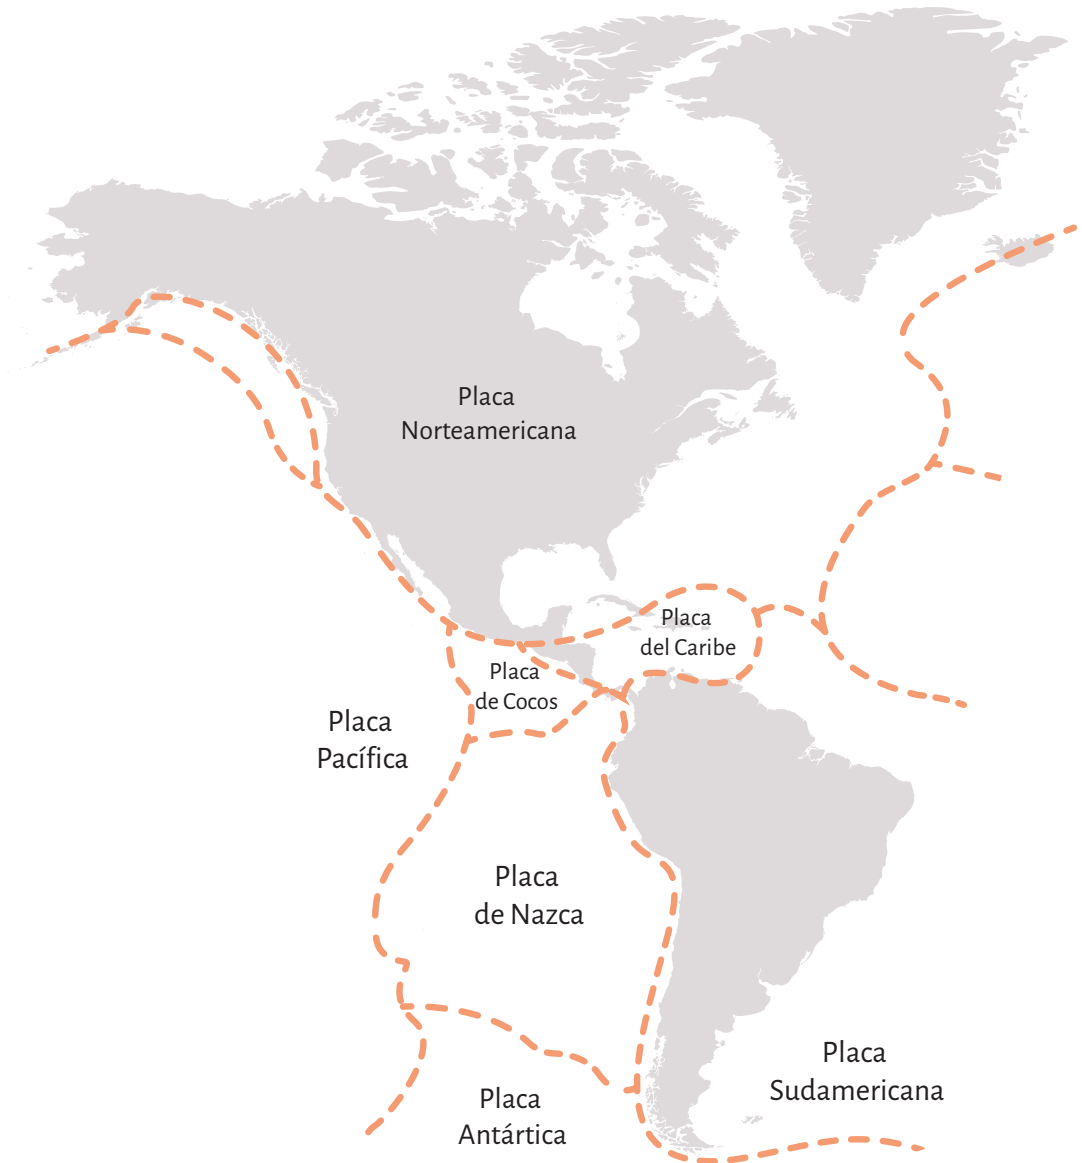 Placa
Norteamericana
Placa
del Caribe
Placa
de Cocos
Placa
Pacífica
Placa
de Nazca
Placa
Sudamericana
Placa
Antártica